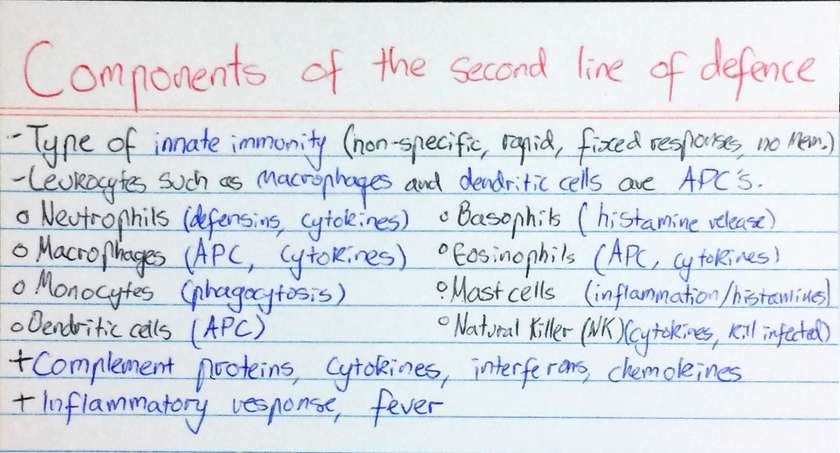 Components of the second line of defence
- Type of innate immunity (non-specific, rapid, fixed responses, no mem.)
- Leukocytes such as macrophages and dendritic cells are APC's.
o Neutrophils (defensins, cytokines) o Basophils (histamine release)
o Macrophages (APC, cytokines) o Eosinophils (APC, cytokines)
o Monocytes (phagocytosis) o Mast cells (inflammation/histamines)
o Dendritic cells (APC) o Natural Killer (NK)(cytokines, kill infected)
+ Complement proteins, cytokines, interferons, chemokines
+ Inflammatory response, fever